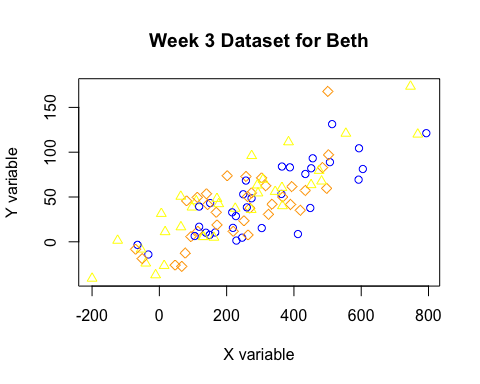 Week 3 Dataset for Beth
Y variable
150
100
50
0
-200 0 200 400 600 800
X variable